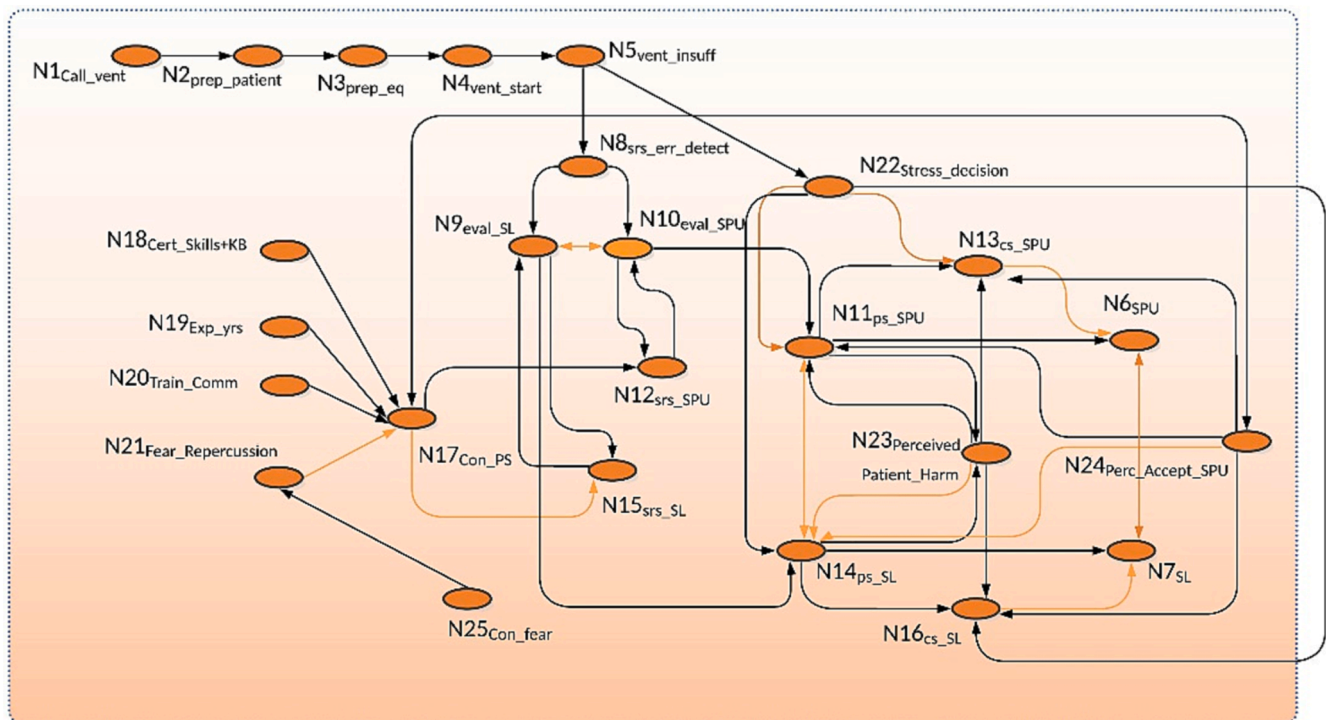 N1Call_vent
N2prep_patient
N3prep_eq
N4vent_start
N5vent_insuff
N8srs_err_detect
N22Stress_decision
N9eval_SL
N10eval_SPU
N18Cert_Skills+KB
N13cs_SPU
N19Exp_yrs
N11ps_SPU
N6SPU
N20Train_Comm
N12srs_SPU
N21Fear_Repercussion
N17Con_PS
N23Perceived
Patient_Harm
N24Perc_Accept_SPU
N15srs_SL
N14ps_SL
N7SL
N25Con_fear
N16cs_SL